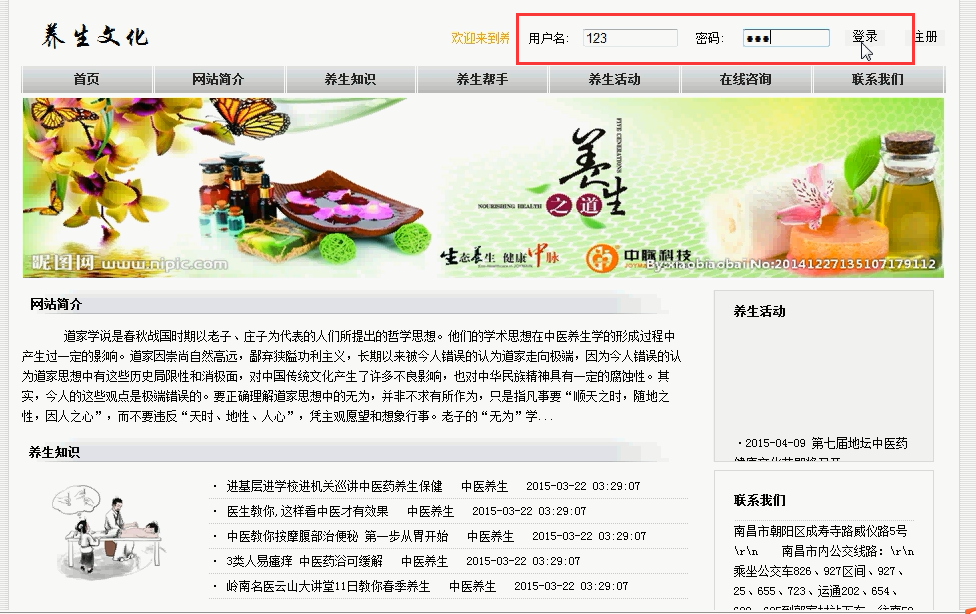 养生文化
欢迎来到养
用户名: 123 密码: 登录 注册
首页 网站简介 养生知识 养生帮手 养生活动 在线咨询 联系我们
FIVE GENERATIONS
养生
之道
NOURISHING HEALTH
生态养生 健康中脉
中脉科技
JOYM
昵图网 www.nipic.com
By:xiaobiaobai No:20141227135107179112
网站简介
道家学说是春秋战国时期以老子、庄子为代表的人们所提出的哲学思想。他们的学术思想在中医养生学的形成过程中
产生过一定的影响。道家因崇尚自然高远，鄙弃狭隘功利主义，长期以来被今人错误的认为道家走向极端，因为今人错误的认
为道家思想中有这些历史局限性和消极面，对中国传统文化产生了许多不良影响，也对中华民族精神具有一定的腐蚀性。其
实，今人的这些观点是极端错误的。要正确理解道家思想中的无为，并非不求有所作为，只是指凡事要“顺天之时，随地之
性，因人之心”，而不要违反“天时、地性、人心”，凭主观愿望和想象行事。老子的“无为”学...
养生知识
· 进基层进学校进机关巡讲中医药养生保健 中医养生 2015-03-22 03:29:07
· 医生教你,这样看中医才有效果 中医养生 2015-03-22 03:29:07
· 中医教你按摩腹部治便秘 第一步从胃开始 中医养生 2015-03-22 03:29:07
· 3类人易瘙痒 中医药浴可缓解 中医养生 2015-03-22 03:29:07
· 岭南名医云山大讲堂11日教你春季养生 中医养生 2015-03-22 03:29:07
养生活动
·2015-04-09 第七届地坛中医药
健康文化节即将召开
联系我们
南昌市朝阳区成寿寺路威仪路5号
\r\n 南昌市内公交线路：\r\n
乘坐公交车826、927区间、927、
25、655、723、运通202、654、